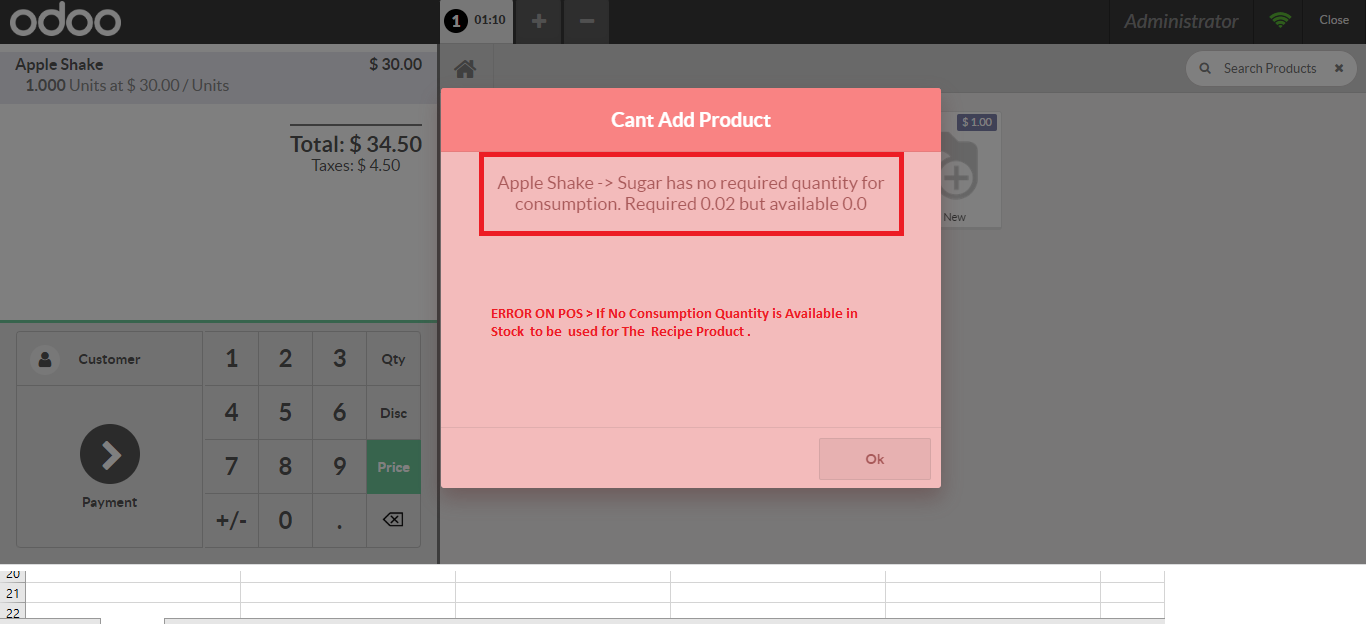 odoo
1 01:10
Administrator
Close
Apple Shake $ 30.00
1.000 Units at $ 30.00 / Units
Total: $ 34.50
Taxes: $ 4.50
Search Products
Cant Add Product
Apple Shake -> Sugar has no required quantity for
consumption. Required 0.02 but available 0.0
ERROR ON POS > If No Consumption Quantity is Available in
Stock to be used for The Recipe Product .
Ok
$ 1.00
New
Customer
1 2 3 Qty
4 5 6 Disc
7 8 9 Price
+/- 0 .
Payment
20
21
22